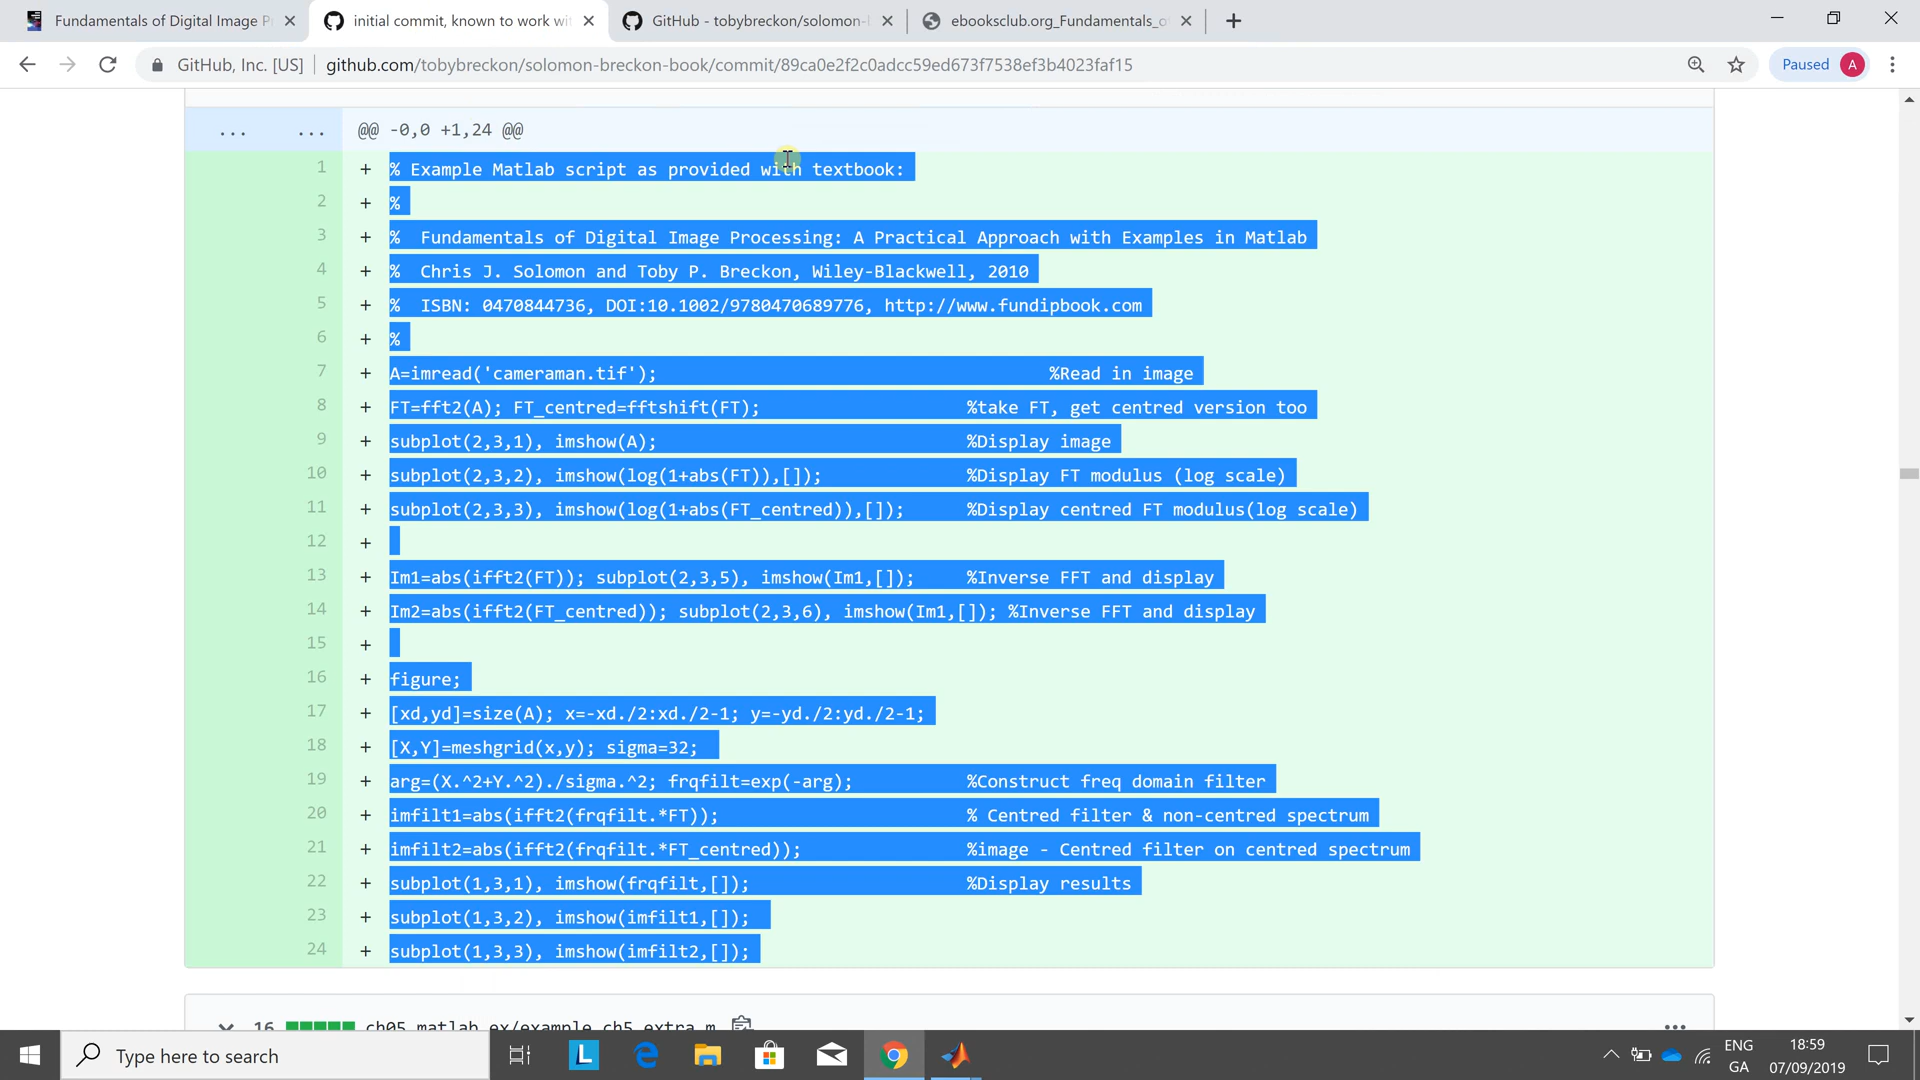 Fundamentals of Digital Image P
initial commit, known to work wi
GitHub - tobybreckon/solomon-
ebooksclub.org_Fundamentals_o
GitHub, Inc. [US]
github.com/tobybreckon/solomon-breckon-book/commit/89ca0e2f2c0adcc59ed673f7538ef3b4023faf15
Paused A
... ... @@ -0,0 +1,24 @@
1 + % Example Matlab script as provided with textbook:
2 + %
3 + %  Fundamentals of Digital Image Processing: A Practical Approach with Examples in Matlab
4 + %  Chris J. Solomon and Toby P. Breckon, Wiley-Blackwell, 2010
5 + %  ISBN: 0470844736, DOI:10.1002/9780470689776, http://www.fundipbook.com
6 + %
7 + A=imread('cameraman.tif'); %Read in image
8 + FT=fft2(A); FT_centred=fftshift(FT); %take FT, get centred version too
9 + subplot(2,3,1), imshow(A); %Display image
10 + subplot(2,3,2), imshow(log(1+abs(FT)),[]); %Display FT modulus (log scale)
11 + subplot(2,3,3), imshow(log(1+abs(FT_centred)),[]); %Display centred FT modulus(log scale)
12 +
13 + Im1=abs(ifft2(FT)); subplot(2,3,5), imshow(Im1,[]); %Inverse FFT and display
14 + Im2=abs(ifft2(FT_centred)); subplot(2,3,6), imshow(Im1,[]); %Inverse FFT and display
15 +
16 + figure;
17 + [xd,yd]=size(A); x=-xd./2:xd./2-1; y=-yd./2:yd./2-1;
18 + [X,Y]=meshgrid(x,y); sigma=32;
19 + arg=(X.^2+Y.^2)./sigma.^2; frqfilt=exp(-arg); %Construct freq domain filter
20 + imfilt1=abs(ifft2(frqfilt.*FT)); % Centred filter & non-centred spectrum
21 + imfilt2=abs(ifft2(frqfilt.*FT_centred)); %image - Centred filter on centred spectrum
22 + subplot(1,3,1), imshow(frqfilt,[]); %Display results
23 + subplot(1,3,2), imshow(imfilt1,[]);
24 + subplot(1,3,3), imshow(imfilt2,[]);
16 ch05_matlab_ex/example_ch5_extra.m
Type here to search
L
ENG
GA
18:59
07/09/2019